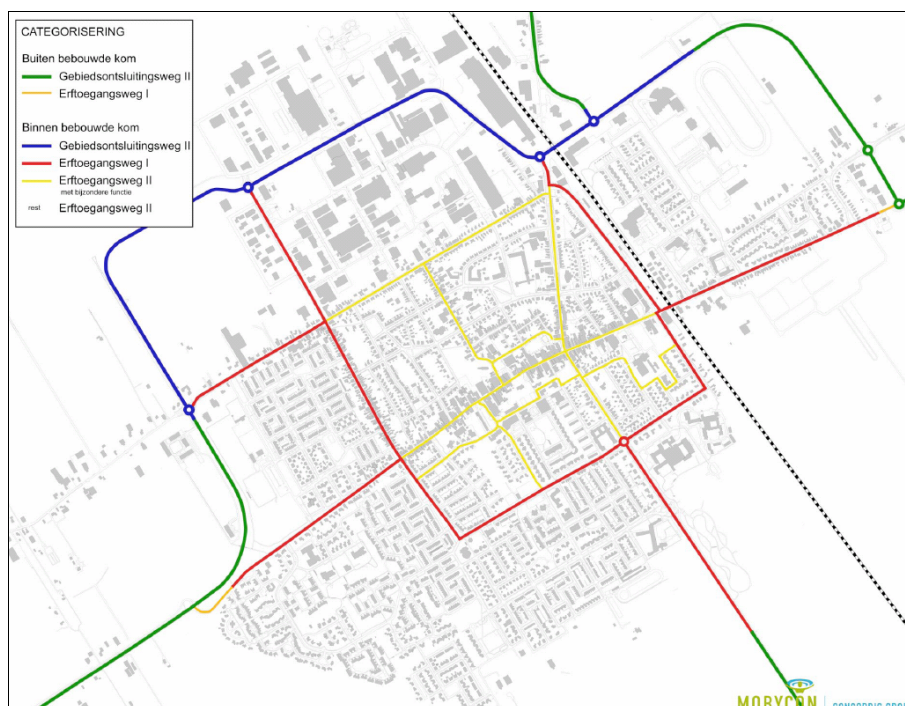 CATEGORISERING
Buiten bebouwde kom
Gebiedsontsluitingsweg II
Erftoegangsweg I
Binnen bebouwde kom
Gebiedsontsluitingsweg II
Erftoegangsweg I
Erftoegangsweg II
met bijzondere functie
rest Erftoegangsweg II
MOBYCON